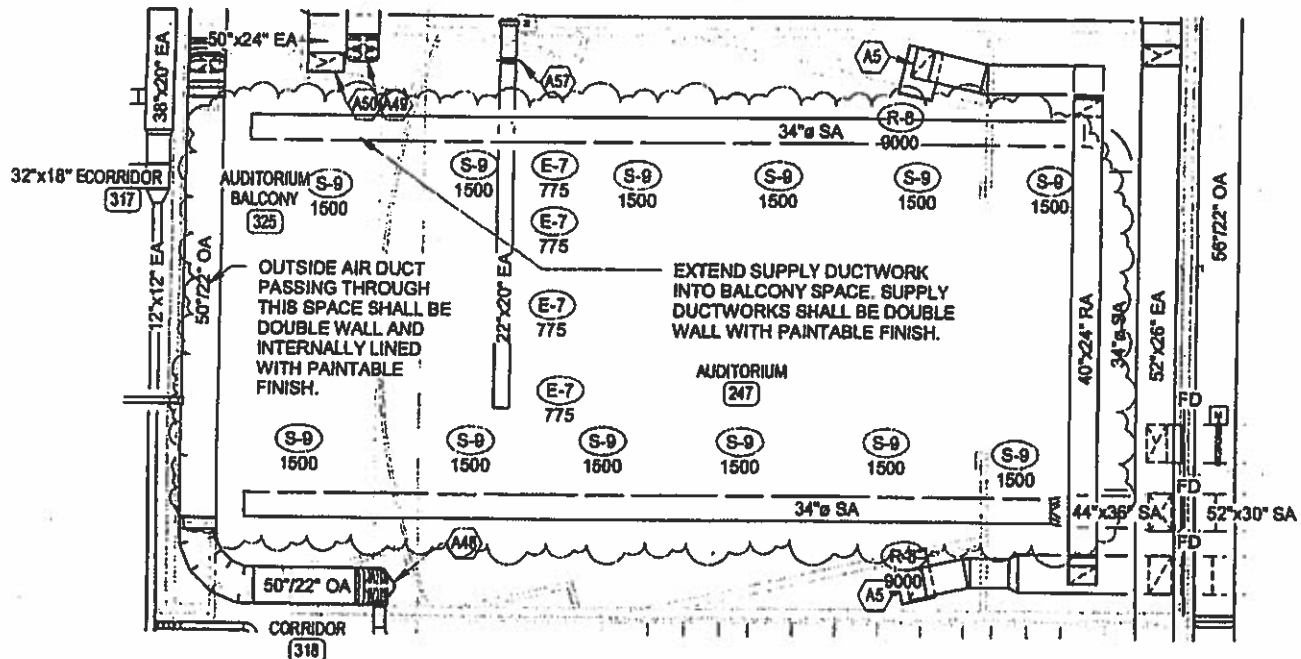 38"x20" EA
50"x24" EA
A50
A49
A57
A5
R-8
9000
34"ø SA
32"x18" ECORRIDOR
317
AUDITORIUM
BALCONY
325
S-9
1500
S-9
1500
E-7
775
S-9
1500
S-9
1500
S-9
1500
S-9
1500
E-7
775
12"x12" EA
50"/22" OA
OUTSIDE AIR DUCT
PASSING THROUGH
THIS SPACE SHALL BE
DOUBLE WALL AND
INTERNALLY LINED
WITH PAINTABLE
FINISH.
22"x20" EA
E-7
775
EXTEND SUPPLY DUCTWORK
INTO BALCONY SPACE. SUPPLY
DUCTWORKS SHALL BE DOUBLE
WALL WITH PAINTABLE FINISH.
AUDITORIUM
247
E-7
775
40"x24" RA
34"ø SA
52"x26" EA
56"/22" OA
FD
M
S-9
1500
S-9
1500
S-9
1500
S-9
1500
S-9
1500
S-9
1500
FD
34"ø SA
44"x36" SA
52"x30" SA
FD
A48
50"/22" OA
9000
A5
CORRIDOR
318